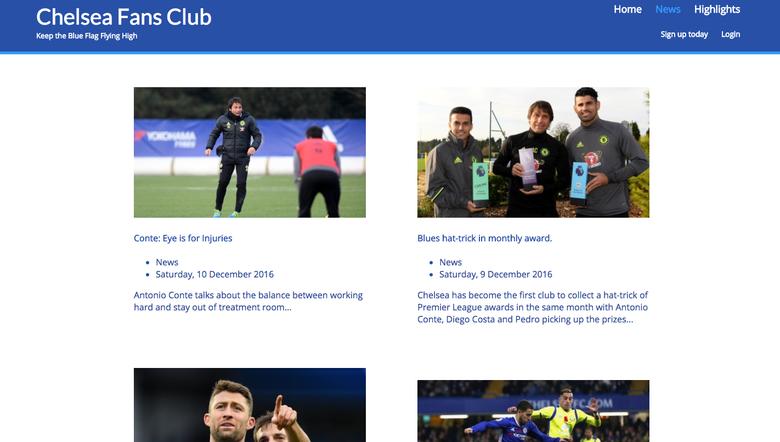 Chelsea Fans Club
Keep the Blue Flag Flying High
Home News Highlights
Sign up today Login
YOKOHAMA
Conte: Eye is for Injuries
News
Saturday, 10 December 2016
Antonio Conte talks about the balance between working
hard and stay out of treatment room...
Blues hat-trick in monthly award.
News
Saturday, 9 December 2016
Chelsea has become the first club to collect a hat-trick of
Premier League awards in the same month with Antonio
Conte, Diego Costa and Pedro picking up the prizes...